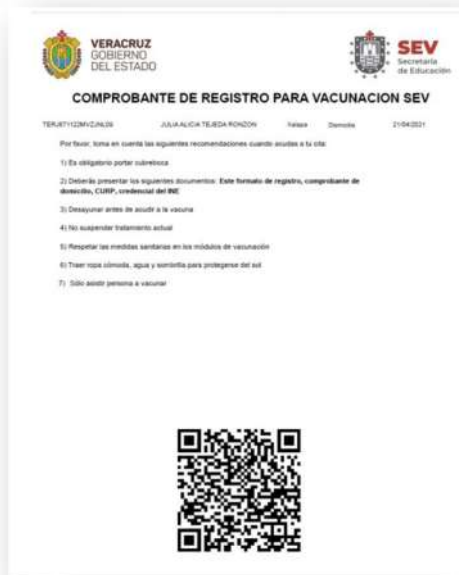 VERACRUZ
GOBIERNO
DEL ESTADO
SEV
Secretaría
de Educación
COMPROBANTE DE REGISTRO PARA VACUNACION SEV
JULIA ALICIA TEJEDA RONZON Xalapa Domicilio 21/04/2021
Por favor, toma en cuenta las siguientes recomendaciones cuando acudas a tu cita:
1) Es obligatorio portar cubreboca
2) Deberás presentar los siguientes documentos: Este formato de registro, comprobante de
domicilio, CURP, credencial del INE
3) Desayunar antes de acudir a la vacuna
4) No suspender tratamiento actual
5) Respetar las medidas sanitarias en los módulos de vacunación
6) Traer ropa cómoda, agua y sombrilla para protegerse del sol
7) Sólo asistir persona a vacunar